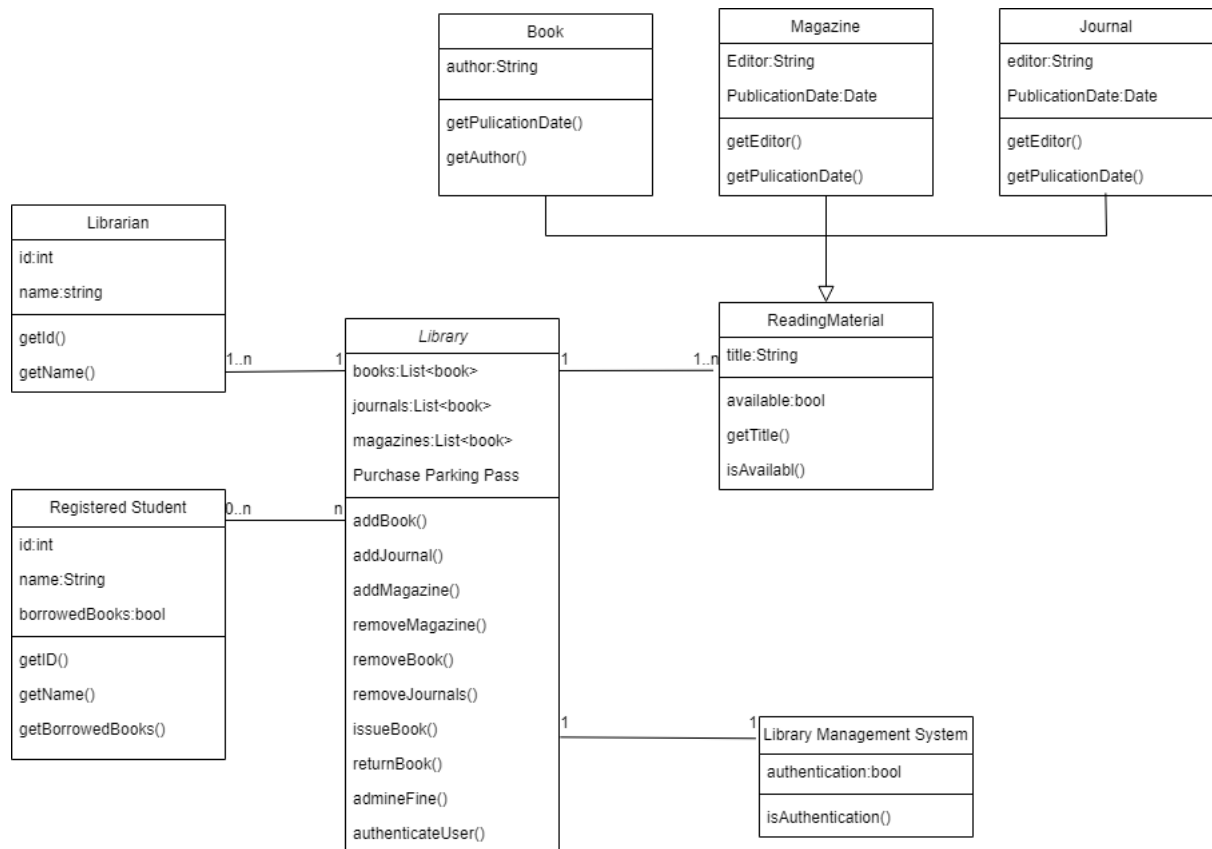 Book
author:String
getPulicationDate()
getAuthor()
Magazine
Editor:String
PublicationDate:Date
getEditor()
getPulicationDate()
Journal
editor:String
PublicationDate:Date
getEditor()
getPulicationDate()
Librarian
id:int
name:string
getId()
getName()
1..n
1
Library
books:List<book>
journals:List<book>
magazines:List<book>
Purchase Parking Pass
addBook()
addJournal()
addMagazine()
removeMagazine()
removeBook()
removeJournals()
issueBook()
returnBook()
admineFine()
authenticateUser()
1
1..n
ReadingMaterial
title:String
available:bool
getTitle()
isAvailabl()
Registered Student
id:int
name:String
borrowedBooks:bool
getID()
getName()
getBorrowedBooks()
0..n
n
1
1
Library Management System
authentication:bool
isAuthentication()